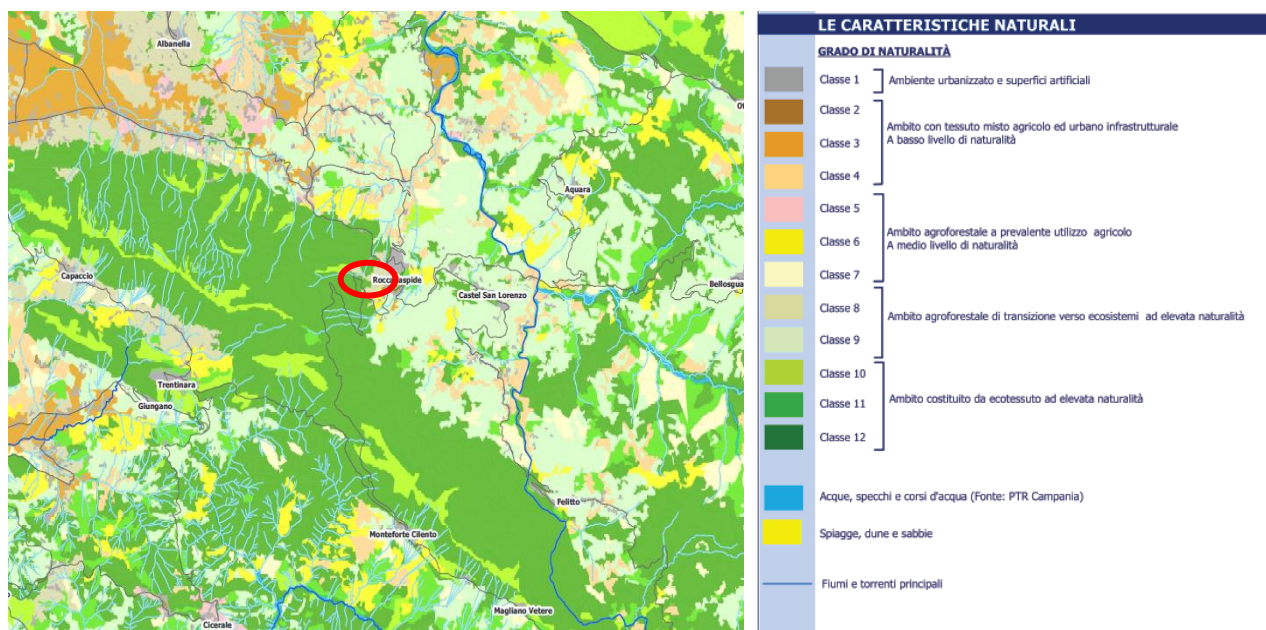 Albanella
Aquara
Capaccio
Roccadaspide
Castel San Lorenzo
Bellosgua
Trentinara
Giungano
Felitto
Monteforte Cilento
Magliano Vetere
Cicerale
LE CARATTERISTICHE NATURALI
GRADO DI NATURALITÀ
Classe 1
Ambiente urbanizzato e superfici artificiali
Classe 2
Classe 3
Classe 4
Ambito con tessuto misto agricolo ed urbano infrastrutturale
A basso livello di naturalità
Classe 5
Classe 6
Classe 7
Ambito agroforestale a prevalente utilizzo agricolo
A medio livello di naturalità
Classe 8
Classe 9
Ambito agroforestale di transizione verso ecosistemi ad elevata naturalità
Classe 10
Classe 11
Classe 12
Ambito costituito da ecotessuto ad elevata naturalità
Acque, specchi e corsi d'acqua (Fonte: PTR Campania)
Spiagge, dune e sabbie
Fiumi e torrenti principali